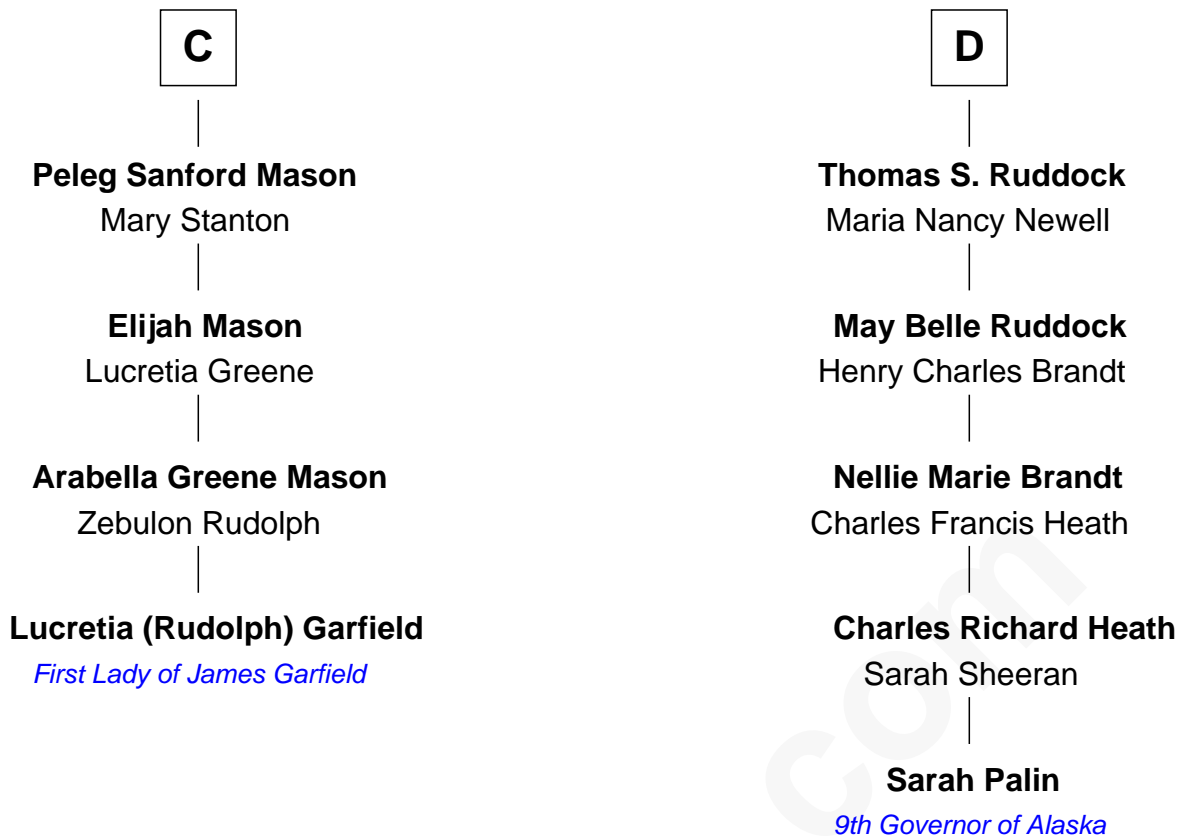 C
Peleg Sanford Mason
Mary Stanton
Elijah Mason
Lucretia Greene
Arabella Greene Mason
Zebulon Rudolph
Lucretia (Rudolph) Garfield
First Lady of James Garfield
D
Thomas S. Ruddock
Maria Nancy Newell
May Belle Ruddock
Henry Charles Brandt
Nellie Marie Brandt
Charles Francis Heath
Charles Richard Heath
Sarah Sheeran
Sarah Palin
9th Governor of Alaska
com